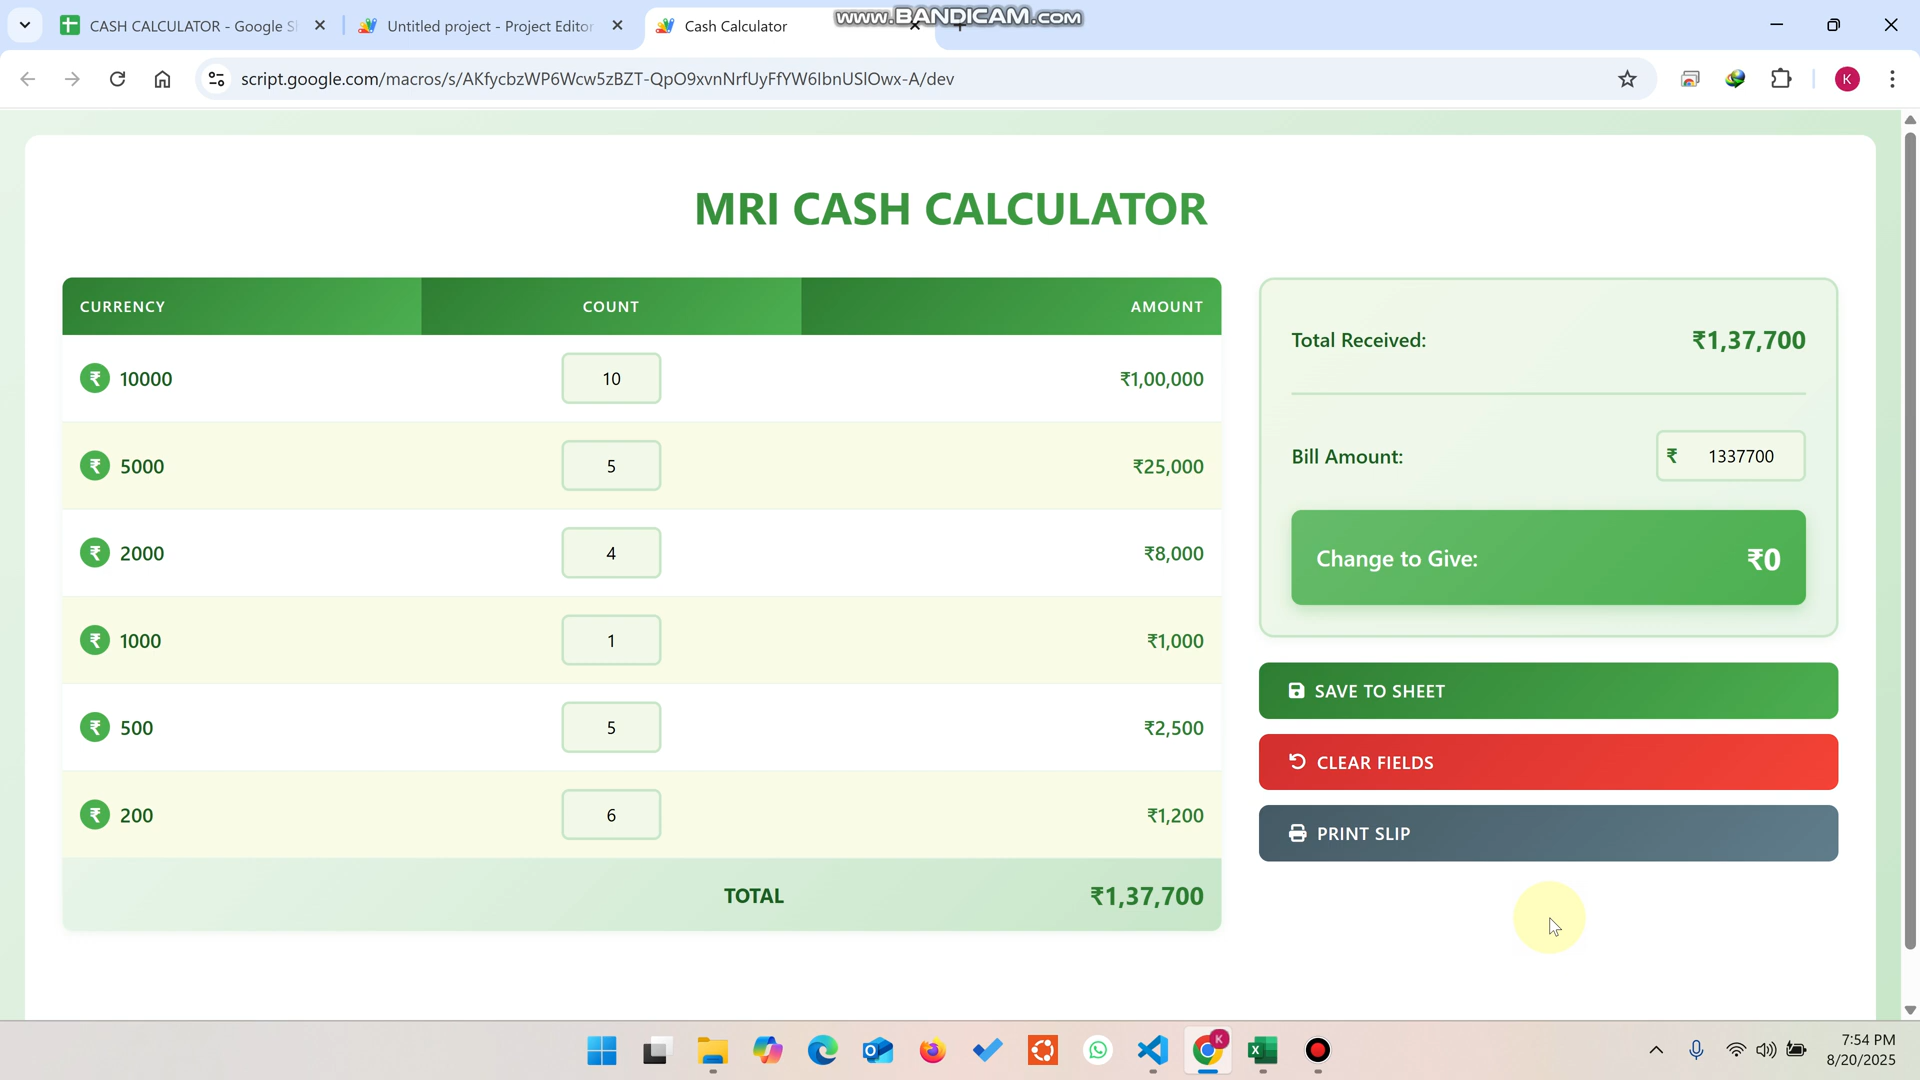 CASH CALCULATOR - Google Sl
Untitled project - Project Editor
Cash Calculator
www.BANDICAM.com
script.google.com/macros/s/AKfycbzWP6Wcw5zBZT-QpO9xvnNrfUyFfYW6IbnUSlOwx-A/dev
K
MRI CASH CALCULATOR
CURRENCY COUNT AMOUNT
₹ 10000 10 ₹1,00,000
₹ 5000 5 ₹25,000
₹ 2000 4 ₹8,000
₹ 1000 1 ₹1,000
₹ 500 5 ₹2,500
₹ 200 6 ₹1,200
TOTAL ₹1,37,700
Total Received: ₹1,37,700
Bill Amount: ₹ 1337700
Change to Give: ₹0
SAVE TO SHEET
CLEAR FIELDS
PRINT SLIP
7:54 PM
8/20/2025